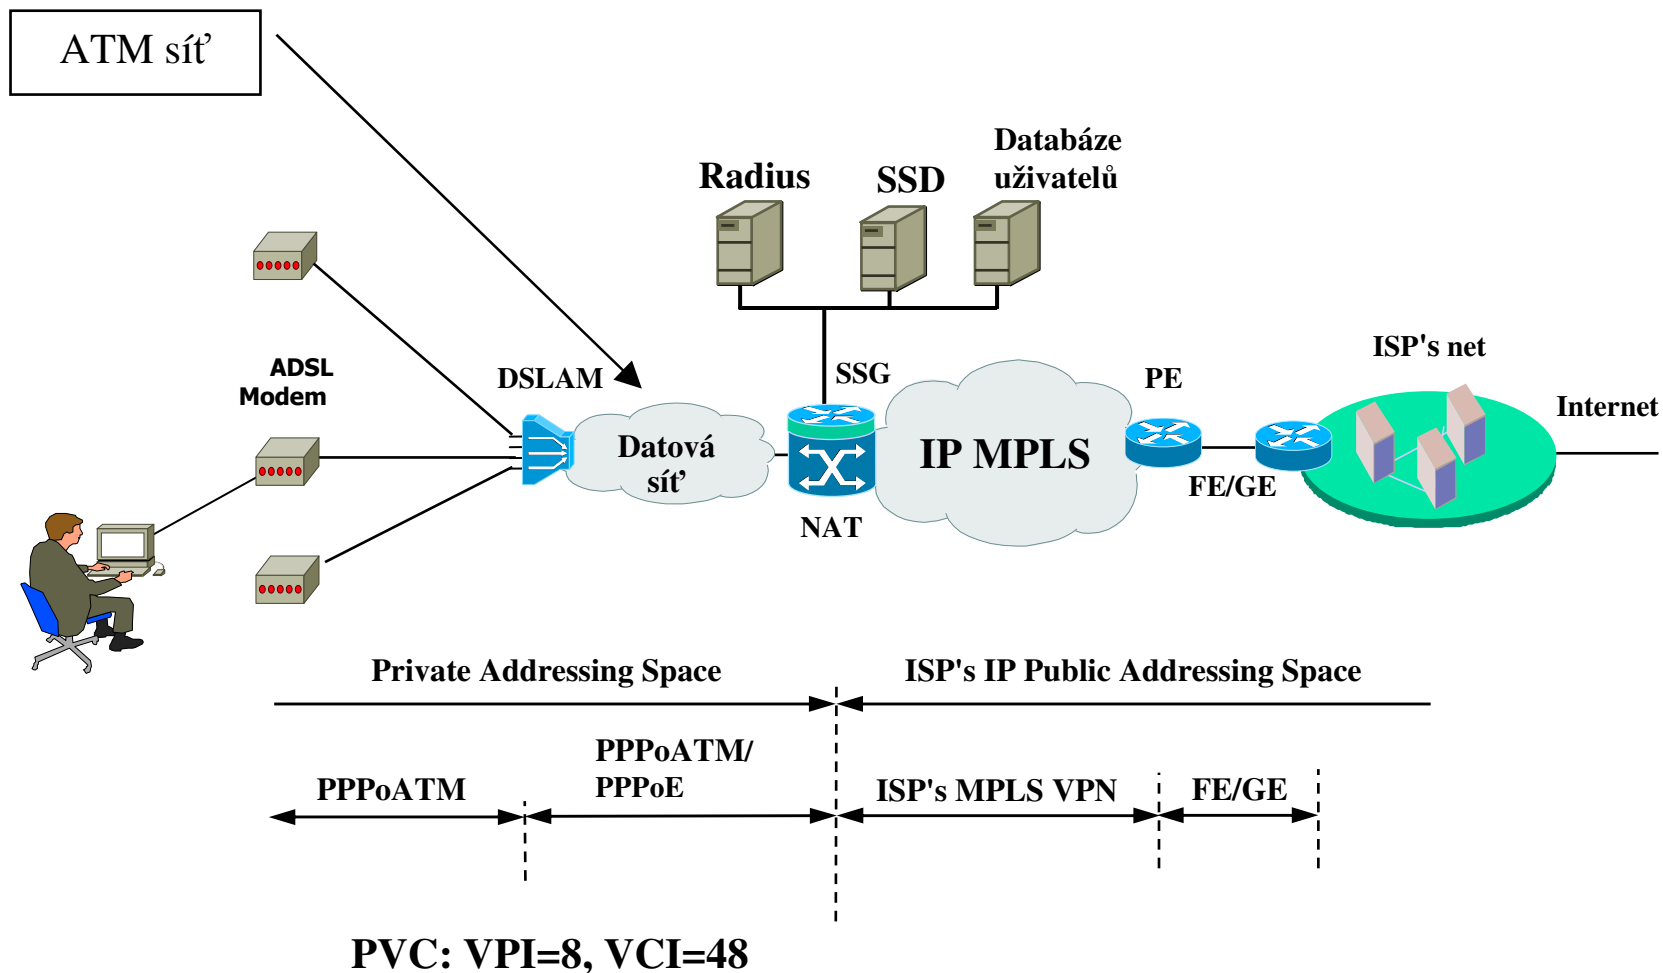 ATM síť
Databáze
uživatelů
Radius
SSD
ISP's net
ADSL
Modem
DSLAM
SSG
PE
Internet
Datová
síť
IP MPLS
FE/GE
NAT
Private Addressing Space
ISP's IP Public Addressing Space
PPPoATM/
PPPoE
PPPoATM
ISP's MPLS VPN
FE/GE
PVC: VPI=8, VCI=48